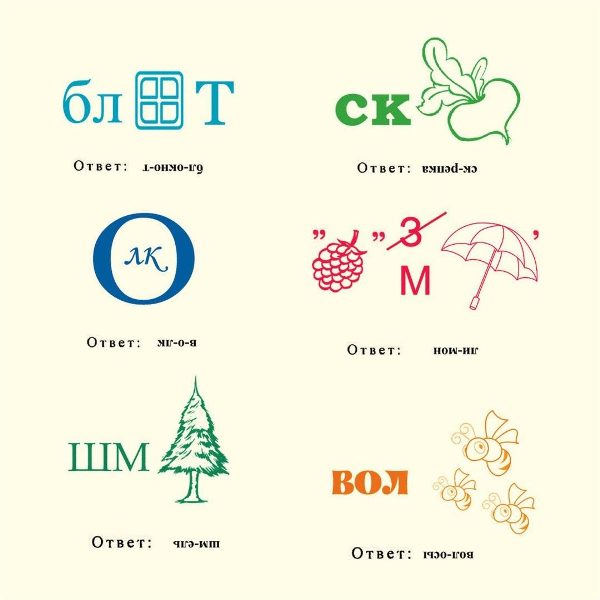 бл Т
ск
Ответ: бл-окно-т
Ответ: ск-репка
О
лк
„ „ З ’
М
Ответ: в-о-лк
Ответ: ли-мон
ШМ
ВОЛ
Ответ: шм-ель
Ответ: вол-осы